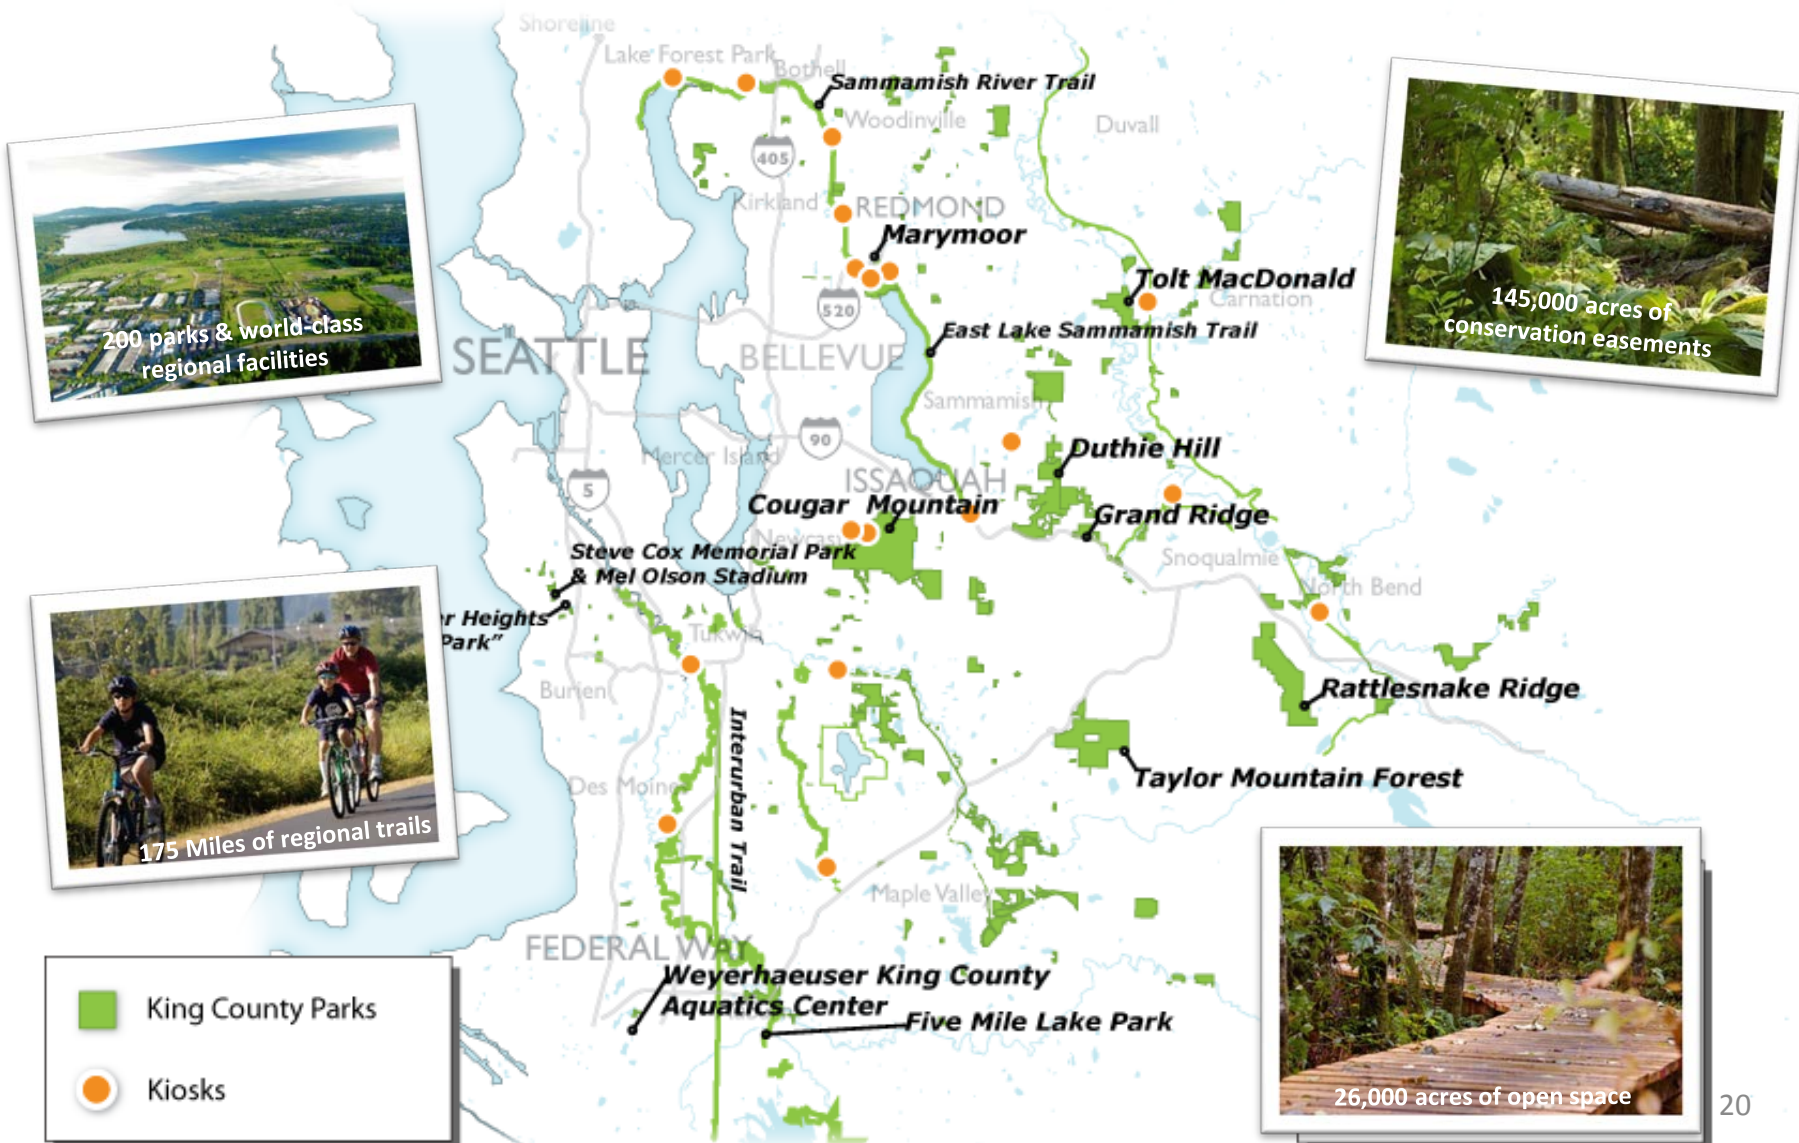 Shoreline
Lake Forest Park
Bothell
Sammamish River Trail
Woodinville
Duvall
405
Kirkland
REDMOND
Marymoor
Tolt MacDonald
Carnation
520
East Lake Sammamish Trail
SEATTLE
BELLEVUE
Sammamish
90
Mercer Island
Duthie Hill
5
ISSAQUAH
Cougar Mountain
Grand Ridge
Steve Cox Memorial Park
& Mel Olson Stadium
Snoqualmie
North Bend
r Heights
Park”
Burien
Rattlesnake Ridge
Interurban Trail
Taylor Mountain Forest
Maple Valley
FEDERAL WAY
Weyerhaeuser King County
Aquatics Center
Five Mile Lake Park
200 parks & world-class
regional facilities
145,000 acres of
conservation easements
175 Miles of regional trails
26,000 acres of open space
King County Parks
Kiosks
20